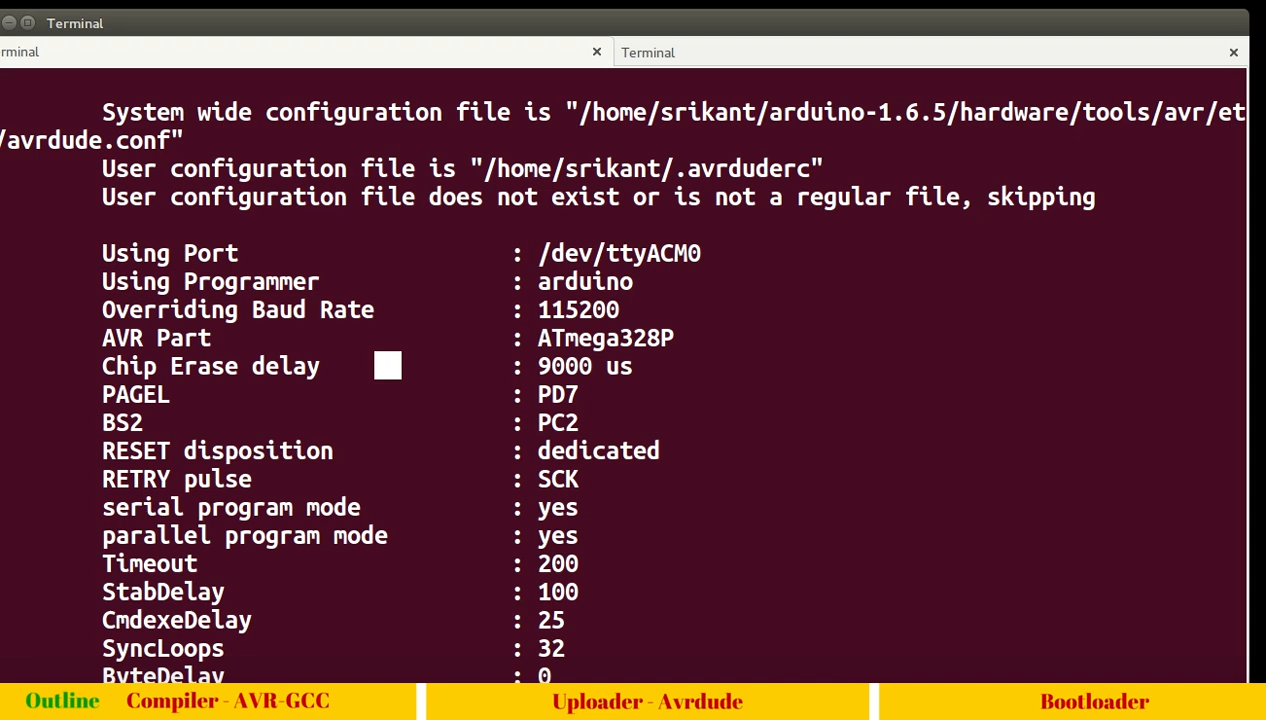 Terminal
rminal
Terminal
System wide configuration file is "/home/srikant/arduino-1.6.5/hardware/tools/avr/et
/avrdude.conf"
User configuration file is "/home/srikant/.avrduderc"
User configuration file does not exist or is not a regular file, skipping
Using Port : /dev/ttyACM0
Using Programmer : arduino
Overriding Baud Rate : 115200
AVR Part : ATmega328P
Chip Erase delay : 9000 us
PAGEL : PD7
BS2 : PC2
RESET disposition : dedicated
RETRY pulse : SCK
serial program mode : yes
parallel program mode : yes
Timeout : 200
StabDelay : 100
CmdexeDelay : 25
SyncLoops : 32
ByteDelay : 0
Outline Compiler - AVR-GCC Uploader - Avrdude Bootloader